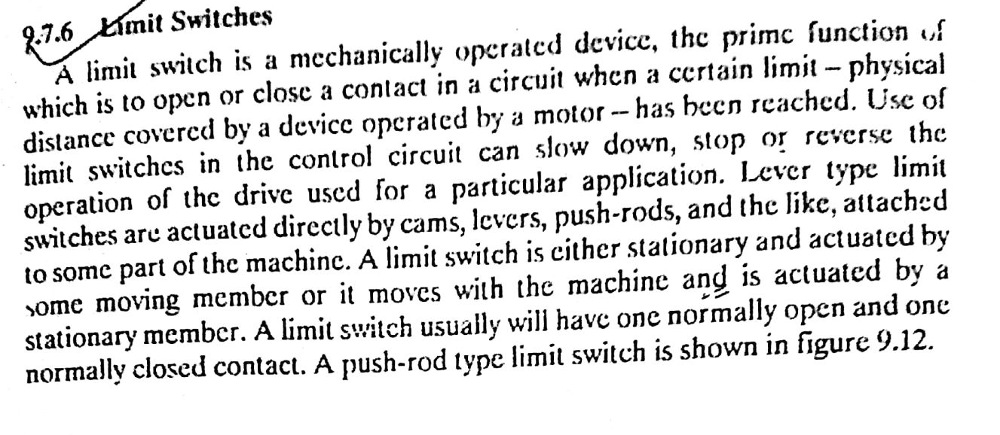 9.7.6 Limit Switches
A limit switch is a mechanically operated device, the prime function of
which is to open or close a contact in a circuit when a certain limit – physical
distance covered by a device operated by a motor – has been reached. Use of
limit switches in the control circuit can slow down, stop or reverse the
operation of the drive used for a particular application. Lever type limit
switches are actuated directly by cams, levers, push-rods, and the like, attached
to some part of the machine. A limit switch is either stationary and actuated by
some moving member or it moves with the machine and is actuated by a
stationary member. A limit switch usually will have one normally open and one
normally closed contact. A push-rod type limit switch is shown in figure 9.12.